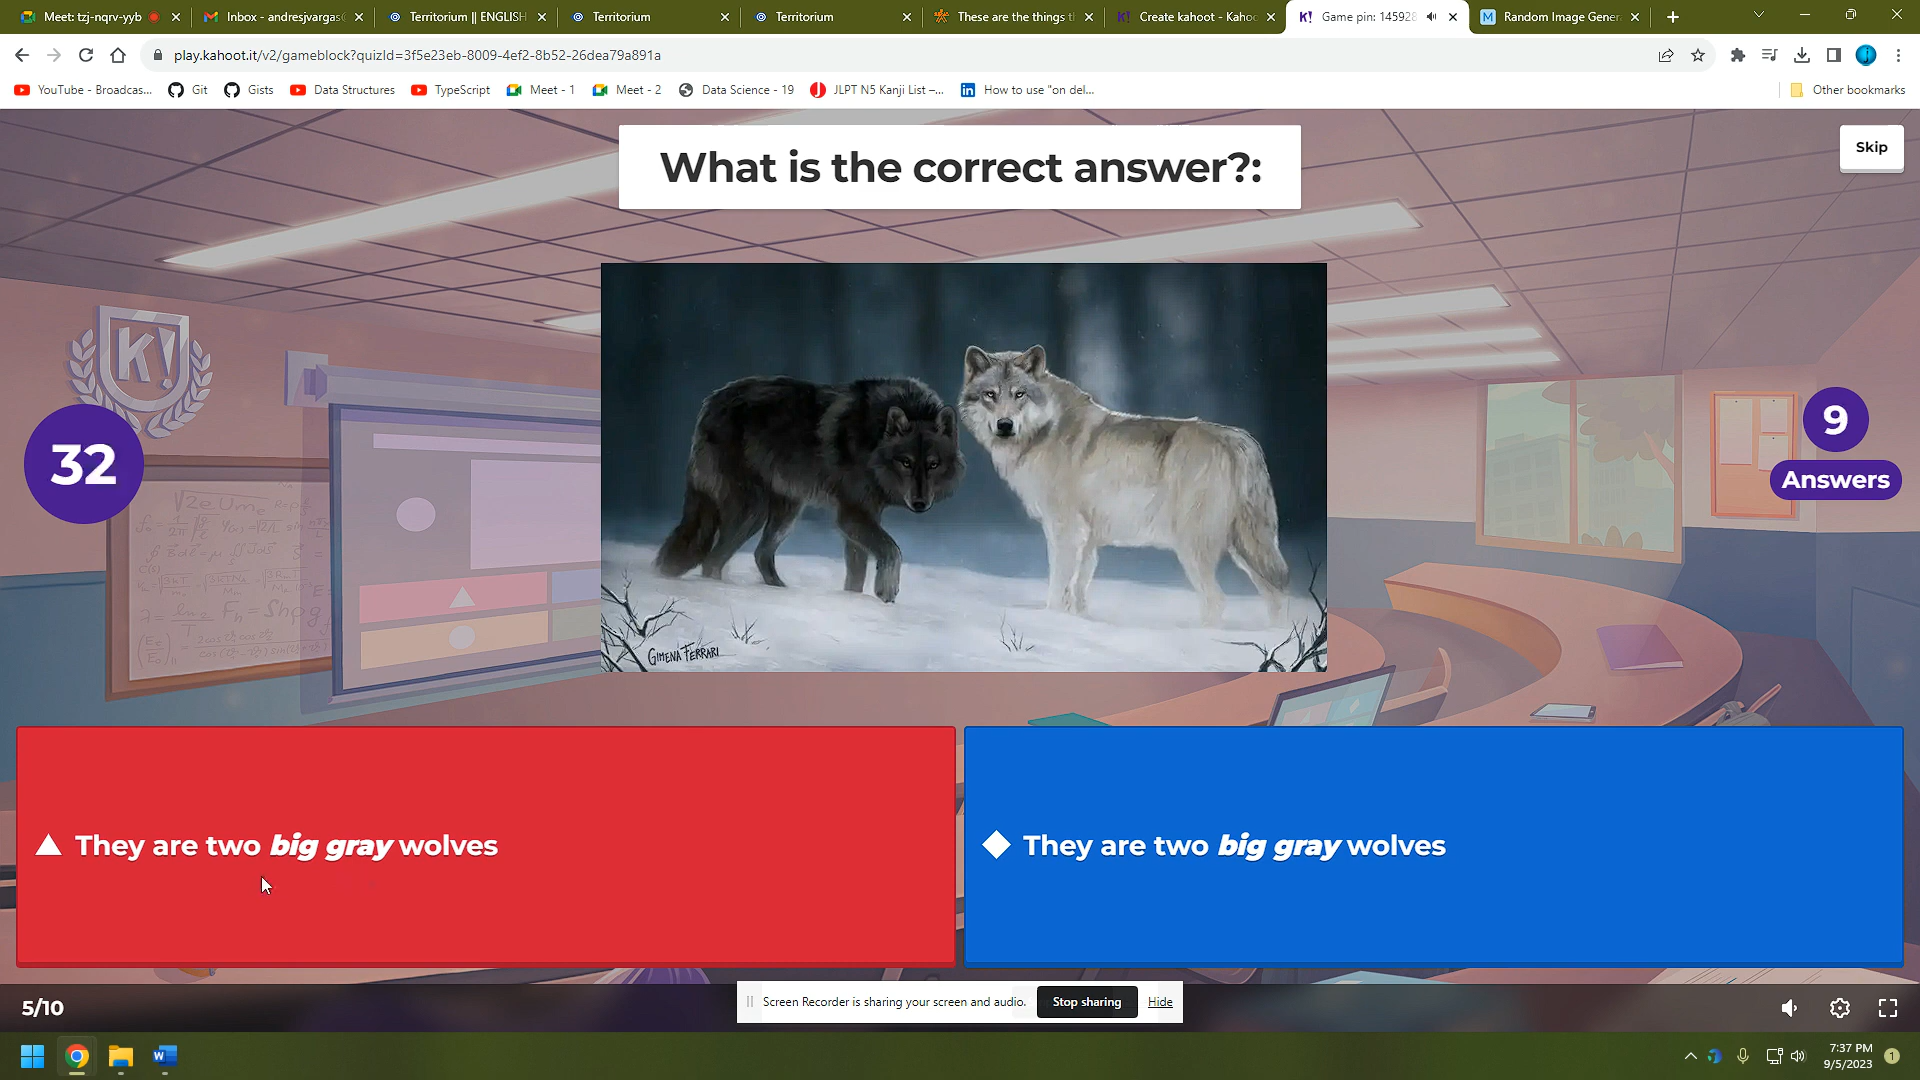 Meet: tzj-nqrv-yyb
Inbox - andresjvargas
Territorium || ENGLISH
Territorium
Territorium
These are the things t
Create kahoot - Kahoo
Game pin: 145928
Random Image Gener
play.kahoot.it/v2/gameblock?quizId=3f5e23eb-8009-4ef2-8b52-26dea79a891a
YouTube - Broadcas...
Git
Gists
Data Structures
TypeScript
Meet - 1
Meet - 2
Data Science - 19
JLPT N5 Kanji List –...
How to use "on del...
Other bookmarks
What is the correct answer?:
Skip
K!
32
9
Answers
GIMENA FERRARI
They are two big gray wolves
They are two big gray wolves
5/10
Screen Recorder is sharing your screen and audio.
Stop sharing
Hide
7:37 PM
9/5/2023
1